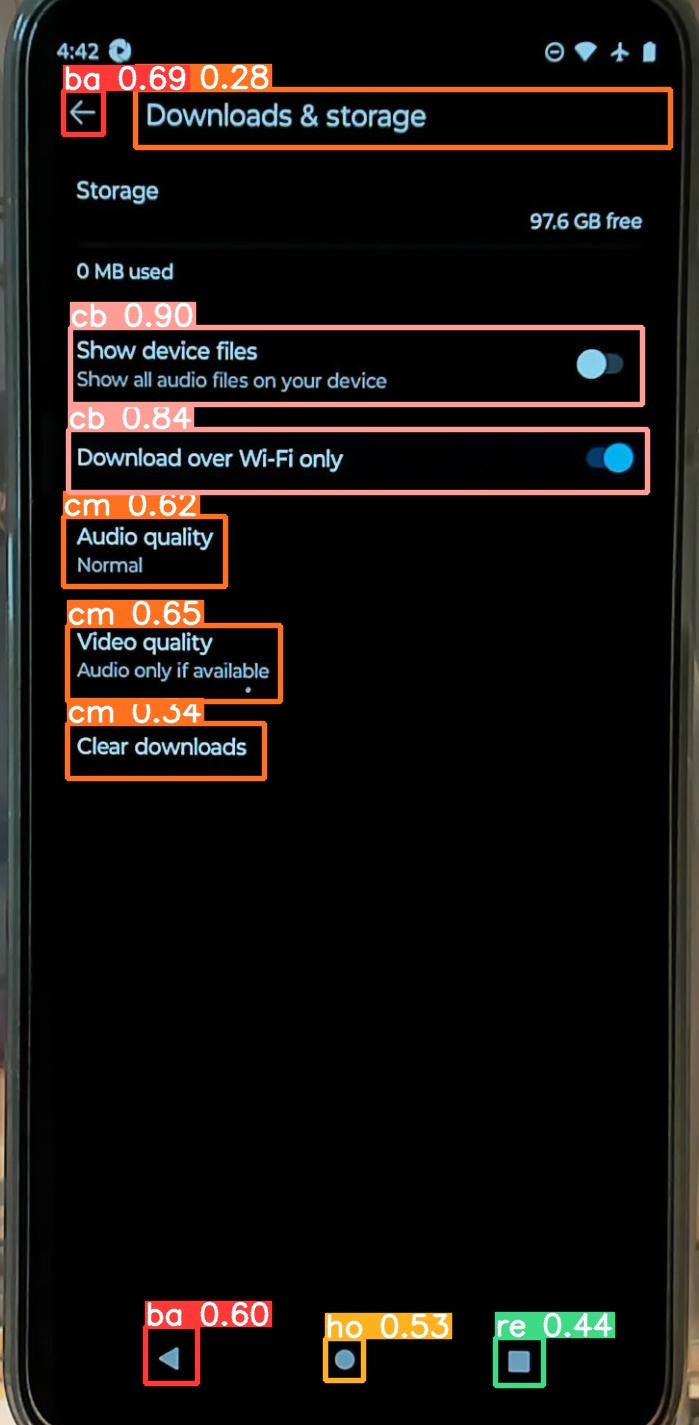 4:42
ba 0.69 0.28
Downloads & storage
Storage
97.6 GB free
0 MB used
cb 0.90
Show device files
Show all audio files on your device
cb 0.84
Download over Wi-Fi only
cm 0.62
Audio quality
Normal
cm 0.65
Video quality
Audio only if available
cm 0.34
Clear downloads
ba 0.60
ho 0.53
re 0.44